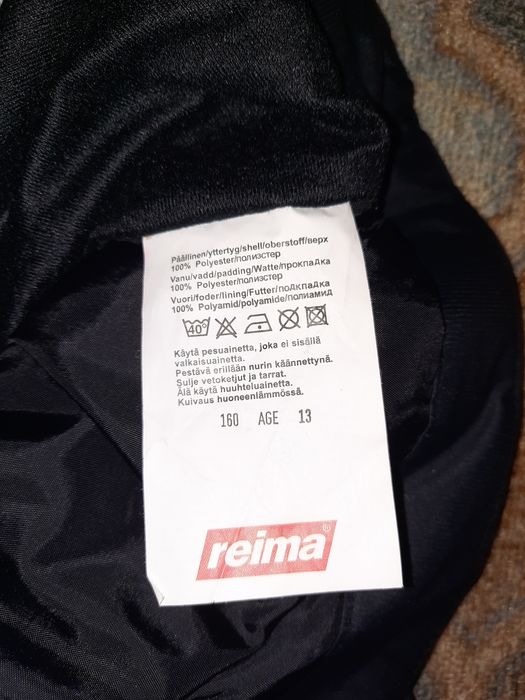 Päällinen/yttertyg/shell/oberstoff/верх
100% Polyester/полиэстер
Vanu/vadd/padding/Watte/прокпаДка
100% Polyester/полиэстер
Vuori/foder/lining/Futter/поДкпаДка
100% Polyamid/polyamide/полиамиД
40°
Käytä pesuainetta, joka ei sisällä
valkaisuainetta.
Pestävä erillään nurin käännettynä.
Sulje vetoketjut ja tarrat.
Älä käytä huuhteluainetta.
Kuivaus huoneenlämmössä.
160 AGE 13
reima®